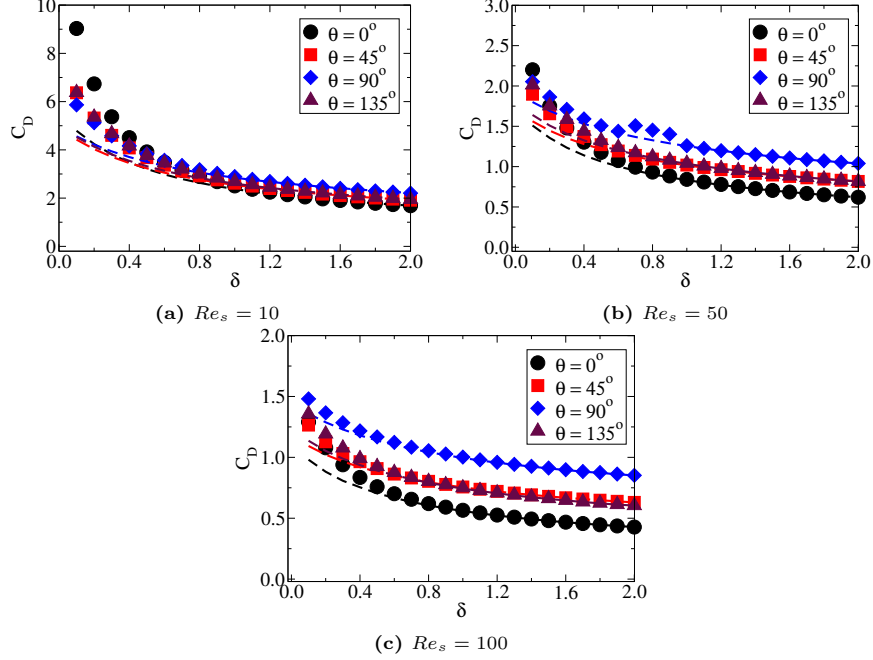 10
8
6
4
2
0
C_D
0.0 0.4 0.8 1.2 1.6 2.0
δ
θ = 0°
θ = 45°
θ = 90°
θ = 135°
(a) Re_s = 10
3.0
2.5
2.0
1.5
1.0
0.5
0.0
C_D
0.0 0.4 0.8 1.2 1.6 2.0
δ
θ = 0°
θ = 45°
θ = 90°
θ = 135°
(b) Re_s = 50
2.0
1.5
1.0
0.5
0.0
C_D
0.0 0.4 0.8 1.2 1.6 2.0
δ
θ = 0°
θ = 45°
θ = 90°
θ = 135°
(c) Re_s = 100